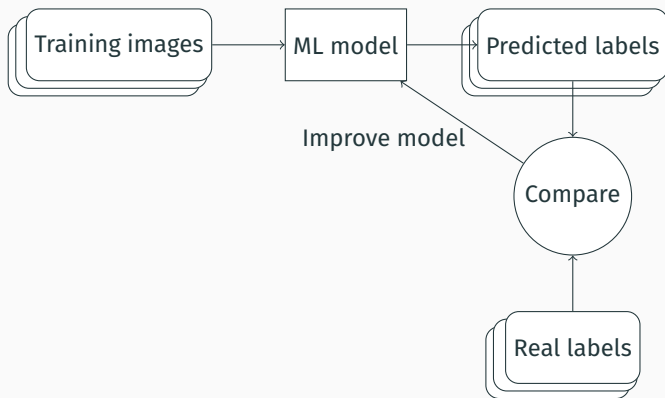 Training images
ML model
Predicted labels
Improve model
Compare
Real labels